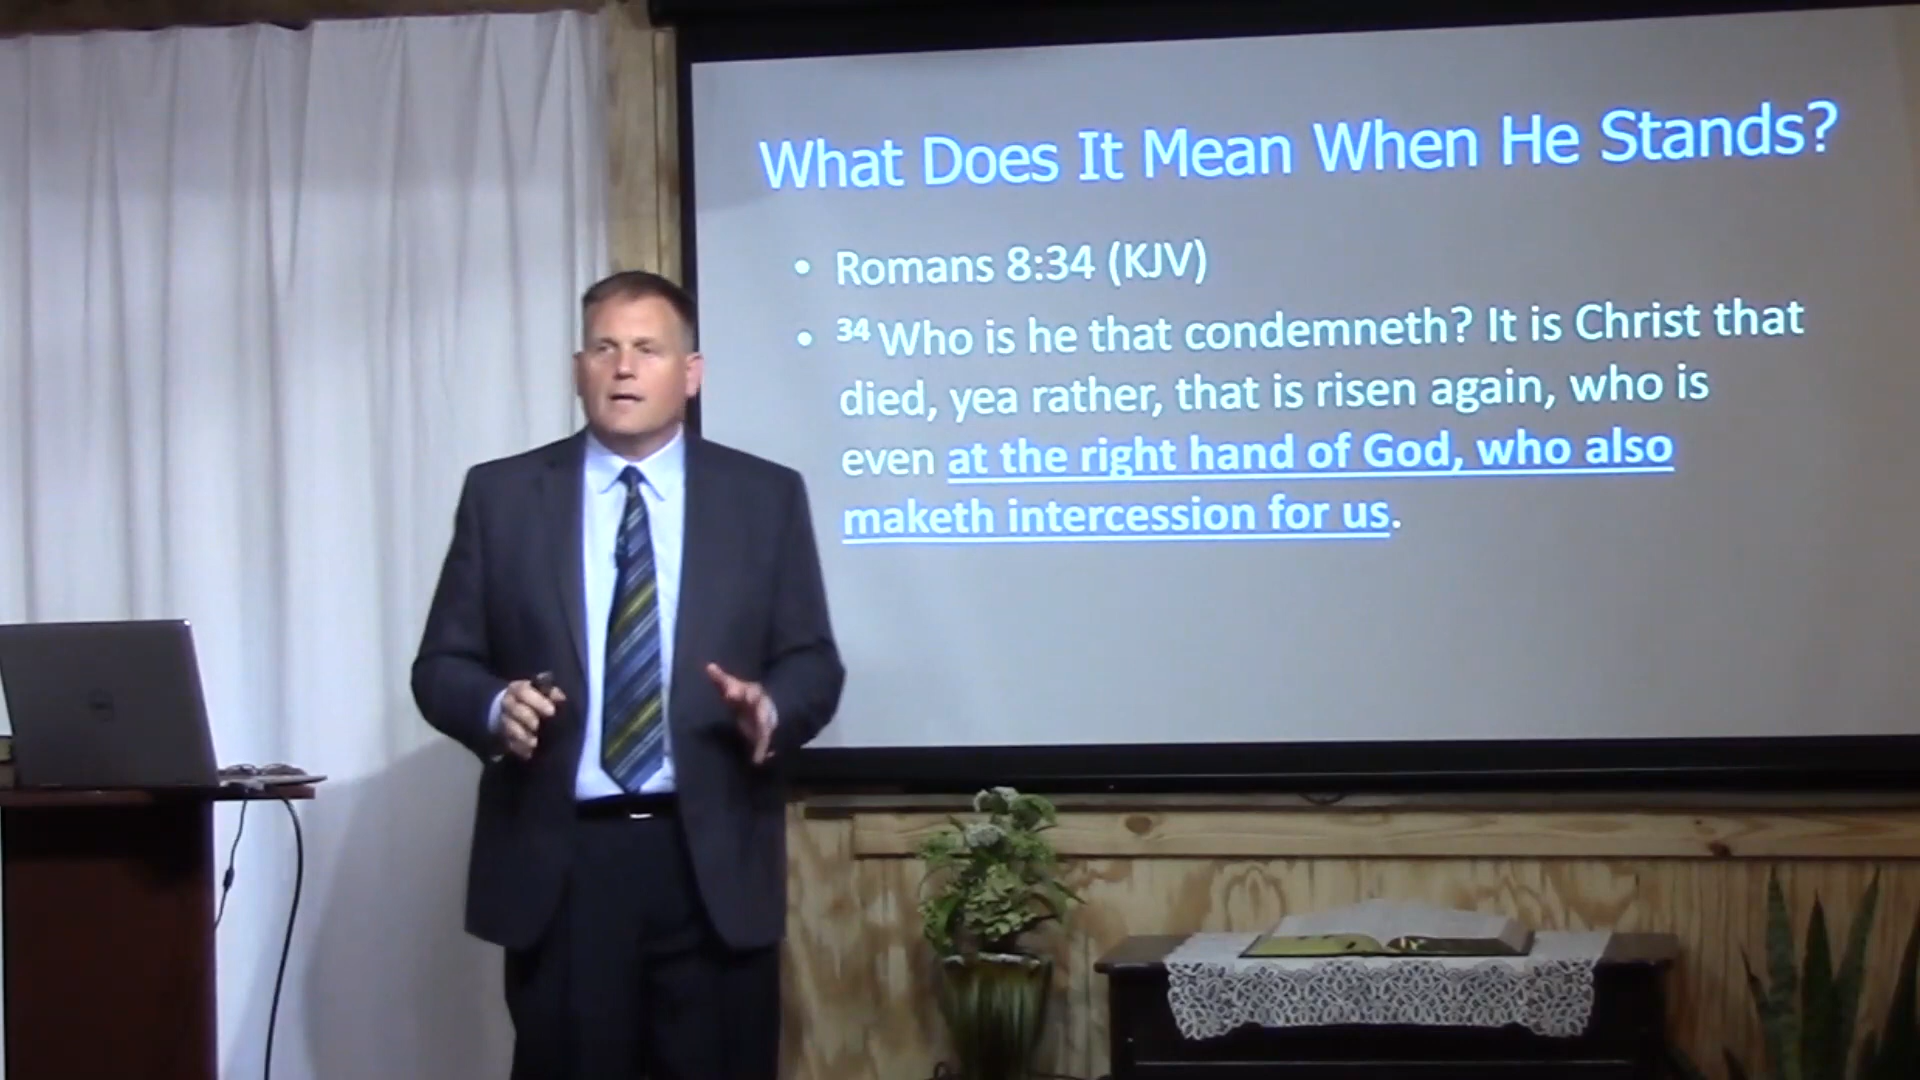 What Does It Mean When He Stands?
• Romans 8:34 (KJV)
• 34 Who is he that condemneth? It is Christ that
died, yea rather, that is risen again, who is
even at the right hand of God, who also
maketh intercession for us.